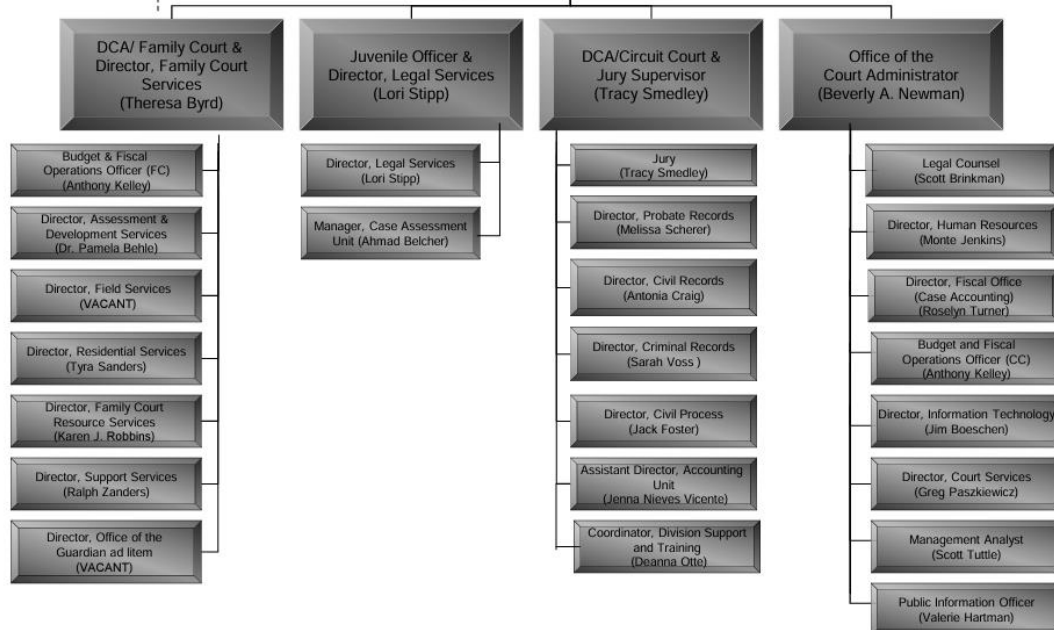 DCA/ Family Court &
Director, Family Court
Services
(Theresa Byrd)
Budget & Fiscal
Operations Officer (FC)
(Anthony Kelley)
Director, Assessment &
Development Services
(Dr. Pamela Behle)
Director, Field Services
(VACANT)
Director, Residential Services
(Tyra Sanders)
Director, Family Court
Resource Services
(Karen J. Robbins)
Director, Support Services
(Ralph Zanders)
Director, Office of the
Guardian ad litem
(VACANT)
Juvenile Officer &
Director, Legal Services
(Lori Stipp)
Director, Legal Services
(Lori Stipp)
Manager, Case Assessment
Unit (Ahmad Belcher)
DCA/Circuit Court &
Jury Supervisor
(Tracy Smedley)
Jury
(Tracy Smedley)
Director, Probate Records
(Melissa Scherer)
Director, Civil Records
(Antonia Craig)
Director, Criminal Records
(Sarah Voss )
Director, Civil Process
(Jack Foster)
Assistant Director, Accounting
Unit
(Jenna Nieves Vicente)
Coordinator, Division Support
and Training
(Deanna Otte)
Office of the
Court Administrator
(Beverly A. Newman)
Legal Counsel
(Scott Brinkman)
Director, Human Resources
(Monte Jenkins)
Director, Fiscal Office
(Case Accounting)
(Roselyn Turner)
Budget and Fiscal
Operations Officer (CC)
(Anthony Kelley)
Director, Information Technology
(Jim Boeschen)
Director, Court Services
(Greg Paszkiewicz)
Management Analyst
(Scott Tuttle)
Public Information Officer
(Valerie Hartman)